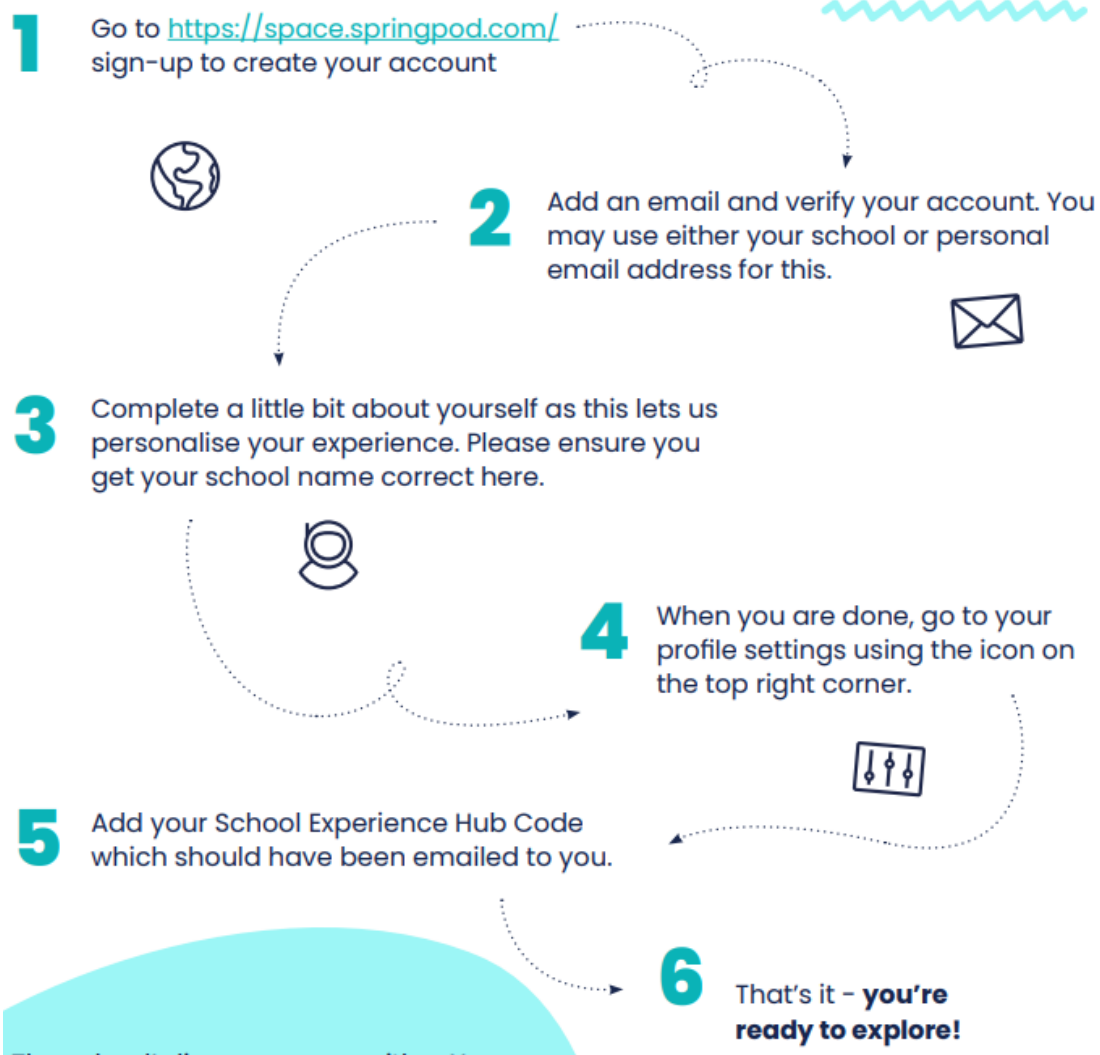 1
Go to https://space.springpod.com/
sign-up to create your account
2
Add an email and verify your account. You
may use either your school or personal
email address for this.
3
Complete a little bit about yourself as this lets us
personalise your experience. Please ensure you
get your school name correct here.
4
When you are done, go to your
profile settings using the icon on
the top right corner.
5
Add your School Experience Hub Code
which should have been emailed to you.
6
That's it - you're
ready to explore!